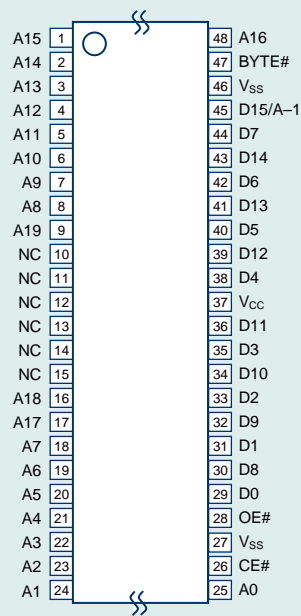 A15 1 48 A16
A14 2 47 BYTE#
A13 3 46 VSS
A12 4 45 D15/A–1
A11 5 44 D7
A10 6 43 D14
A9 7 42 D6
A8 8 41 D13
A19 9 40 D5
NC 10 39 D12
NC 11 38 D4
NC 12 37 VCC
NC 13 36 D11
NC 14 35 D3
NC 15 34 D10
A18 16 33 D2
A17 17 32 D9
A7 18 31 D1
A6 19 30 D8
A5 20 29 D0
A4 21 28 OE#
A3 22 27 VSS
A2 23 26 CE#
A1 24 25 A0